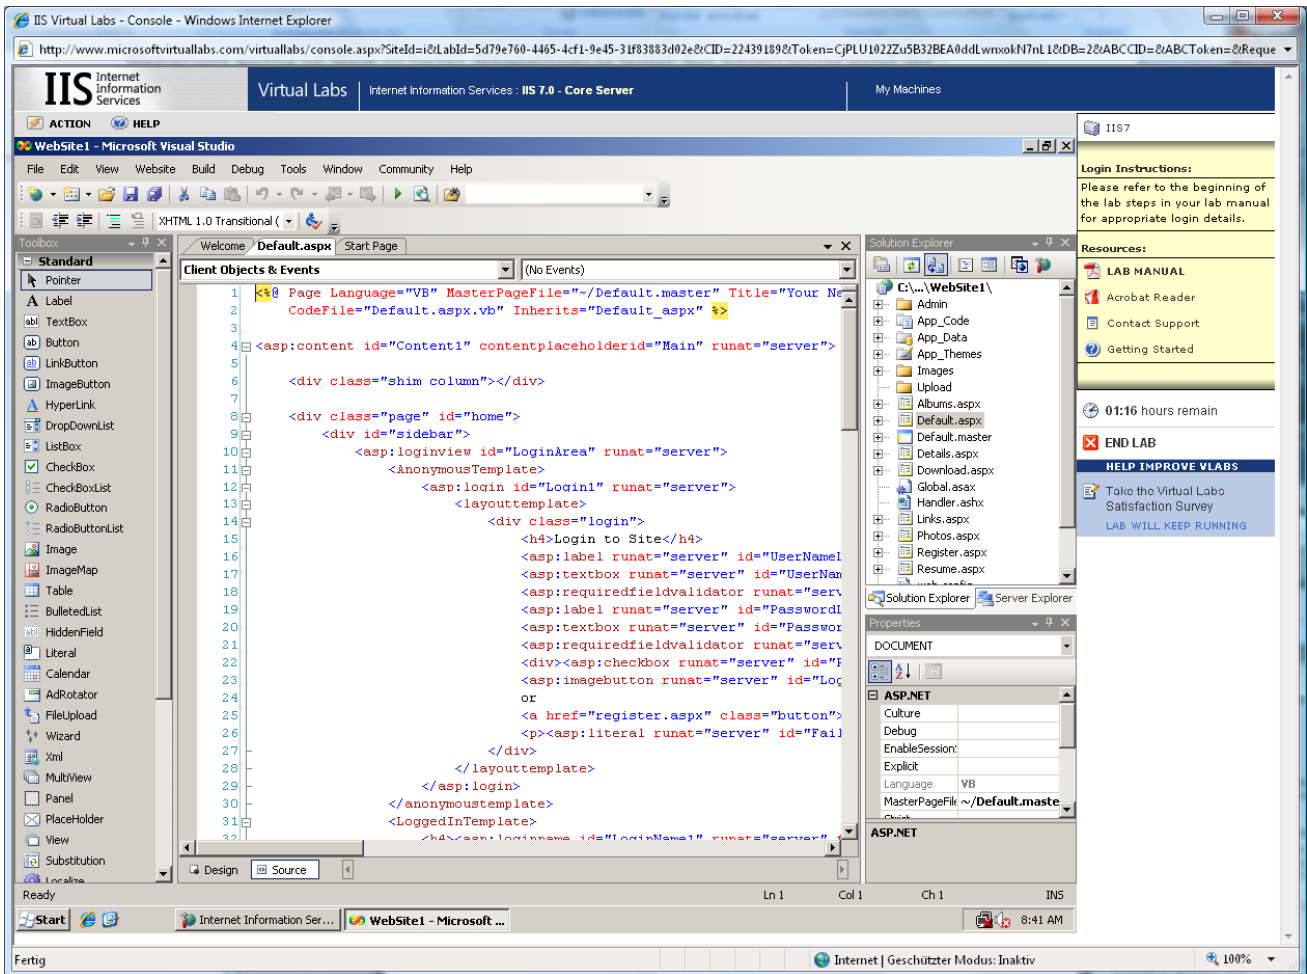 IIS Virtual Labs - Console - Windows Internet Explorer
http://www.microsoftvirtuallabs.com/virtuallabs/console.aspx?SiteId=i&LabId=5d79e760-4465-4cf1-9e45-31f83883d02e&CID=22439189&Token=CjPLU1022Zu5B32BEA0ddLwnxokN7nL1&DB=2&ABCCID=&ABCToken=&Reque
IIS Internet Information Services
Virtual Labs
Internet Information Services : IIS 7.0 - Core Server
My Machines
ACTION HELP
WebSite1 - Microsoft Visual Studio
File Edit View Website Build Debug Tools Window Community Help
XHTML 1.0 Transitional (
Toolbox
Standard
Pointer
Label
TextBox
Button
LinkButton
ImageButton
HyperLink
DropDownList
ListBox
CheckBox
CheckBoxList
RadioButton
RadioButtonList
Image
ImageMap
Table
BulletedList
HiddenField
Literal
Calendar
AdRotator
FileUpload
Wizard
Xml
MultiView
Panel
PlaceHolder
View
Substitution
Localize
Welcome Default.aspx Start Page
Client Objects & Events (No Events)
1 <%@ Page Language="VB" MasterPageFile="~/Default.master" Title="Your Na
2 CodeFile="Default.aspx.vb" Inherits="Default_aspx" %>
3
4 <asp:content id="Content1" contentplaceholderid="Main" runat="server">
5
6 <div class="shim column"></div>
7
8 <div class="page" id="home">
9 <div id="sidebar">
10 <asp:loginview id="LoginArea" runat="server">
11 <AnonymousTemplate>
12 <asp:login id="Login1" runat="server">
13 <layouttemplate>
14 <div class="login">
15 <h4>Login to Site</h4>
16 <asp:label runat="server" id="UserNameL
17 <asp:textbox runat="server" id="UserNam
18 <asp:requiredfieldvalidator runat="serv
19 <asp:label runat="server" id="PasswordL
20 <asp:textbox runat="server" id="Passwor
21 <asp:requiredfieldvalidator runat="serv
22 <div><asp:checkbox runat="server" id="R
23 <asp:imagebutton runat="server" id="Log
24 or
25 <a href="register.aspx" class="button">
26 <p><asp:literal runat="server" id="Fail
27 </div>
28 </layouttemplate>
29 </asp:login>
30 </anonymoustemplate>
31 <LoggedInTemplate>
32 <h4><asp:loginname id="LoginName1" runat="server"
Design Source
Solution Explorer
C:\...\WebSite1\
Admin
App_Code
App_Data
App_Themes
Images
Upload
Albums.aspx
Default.aspx
Default.master
Details.aspx
Download.aspx
Global.asax
Handler.ashx
Links.aspx
Photos.aspx
Register.aspx
Resume.aspx
web.config
Solution Explorer Server Explorer
Properties
DOCUMENT
ASP.NET
Culture
Debug
EnableSession
Explicit
Language VB
MasterPageFile ~/Default.maste
Strict
ASP.NET
Ready Ln 1 Col 1 Ch 1 INS
Start Internet Information Ser... WebSite1 - Microsoft ... 8:41 AM
IIS7
Login Instructions:
Please refer to the beginning of
the lab steps in your lab manual
for appropriate login details.
Resources:
LAB MANUAL
Acrobat Reader
Contact Support
Getting Started
01:16 hours remain
END LAB
HELP IMPROVE VLABS
Take the Virtual Labs
Satisfaction Survey
LAB WILL KEEP RUNNING
Fertig Internet | Geschützter Modus: Inaktiv 100%